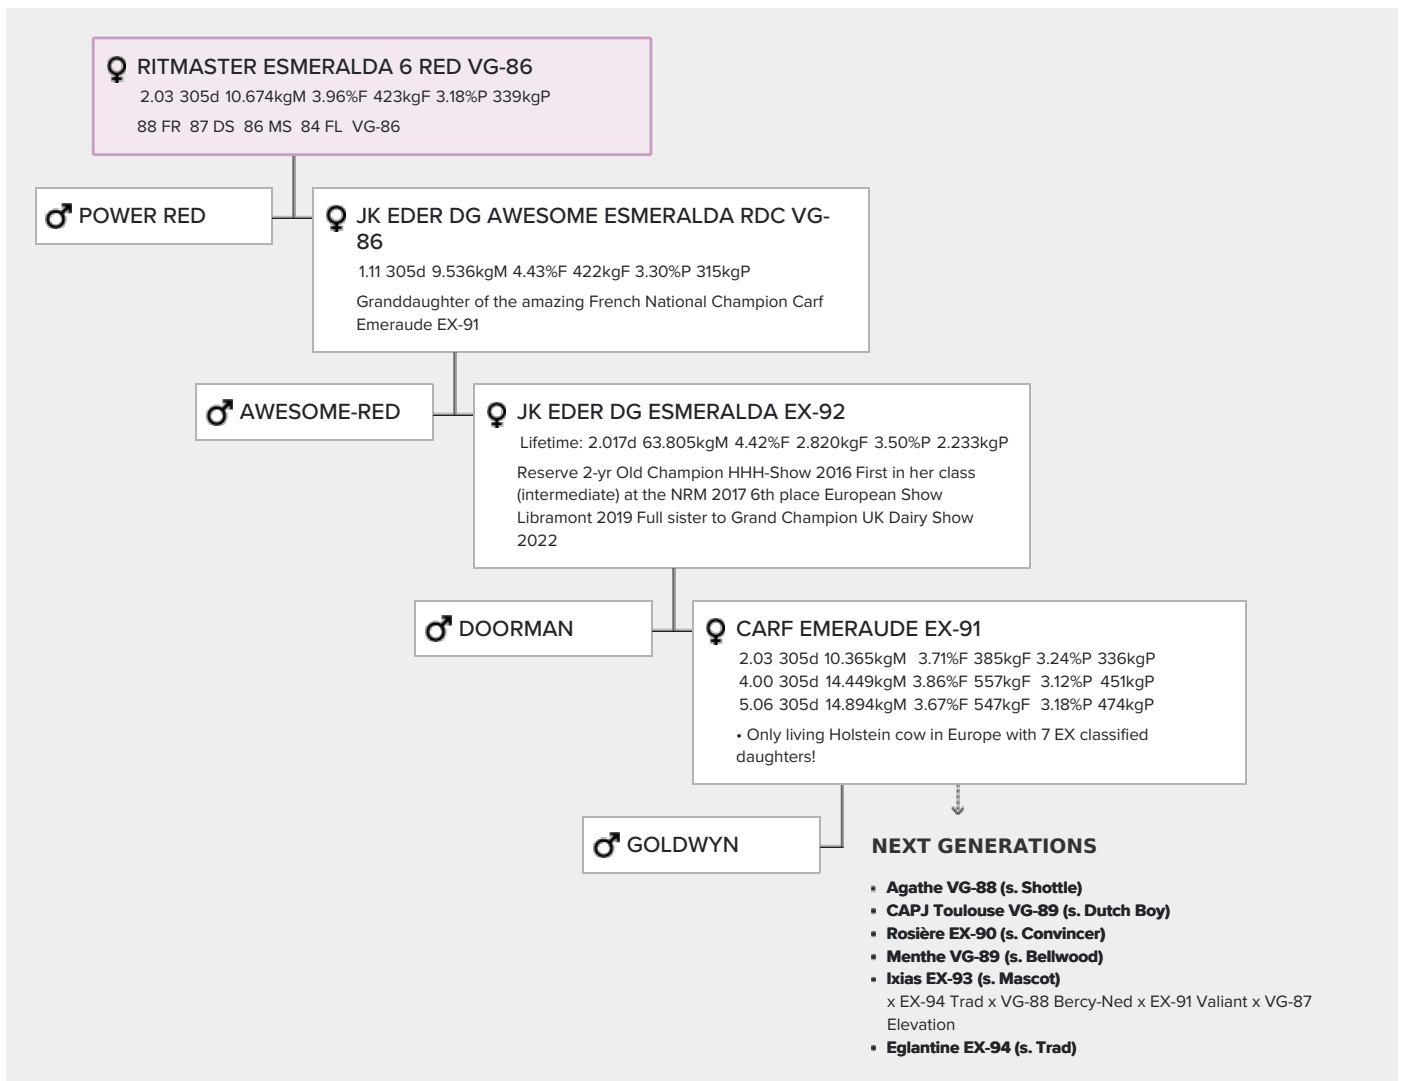 RITMASTER ESMERALDA 6 RED VG-86
2.03 305d 10.674kgM 3.96%F 423kgF 3.18%P 339kgP
88 FR 87 DS 86 MS 84 FL VG-86
POWER RED
JK EDER DG AWESOME ESMERALDA RDC VG-
86
1.11 305d 9.536kgM 4.43%F 422kgF 3.30%P 315kgP
Granddaughter of the amazing French National Champion Carf
Emeraude EX-91
AWESOME-RED
JK EDER DG ESMERALDA EX-92
Lifetime: 2.017d 63.805kgM 4.42%F 2.820kgF 3.50%P 2.233kgP
Reserve 2-yr Old Champion HHH-Show 2016 First in her class
(intermediate) at the NRM 2017 6th place European Show
Libramont 2019 Full sister to Grand Champion UK Dairy Show
2022
DOORMAN
CARF EMERAUDE EX-91
2.03 305d 10.365kgM 3.71%F 385kgF 3.24%P 336kgP
4.00 305d 14.449kgM 3.86%F 557kgF 3.12%P 451kgP
5.06 305d 14.894kgM 3.67%F 547kgF 3.18%P 474kgP
• Only living Holstein cow in Europe with 7 EX classified
daughters!
GOLDWYN
NEXT GENERATIONS
• Agathe VG-88 (s. Shottle)
• CAPJ Toulouse VG-89 (s. Dutch Boy)
• Rosière EX-90 (s. Convincer)
• Menthe VG-89 (s. Bellwood)
• Ixias EX-93 (s. Mascot)
x EX-94 Trad x VG-88 Bercy-Ned x EX-91 Valiant x VG-87
Elevation
• Eglantine EX-94 (s. Trad)